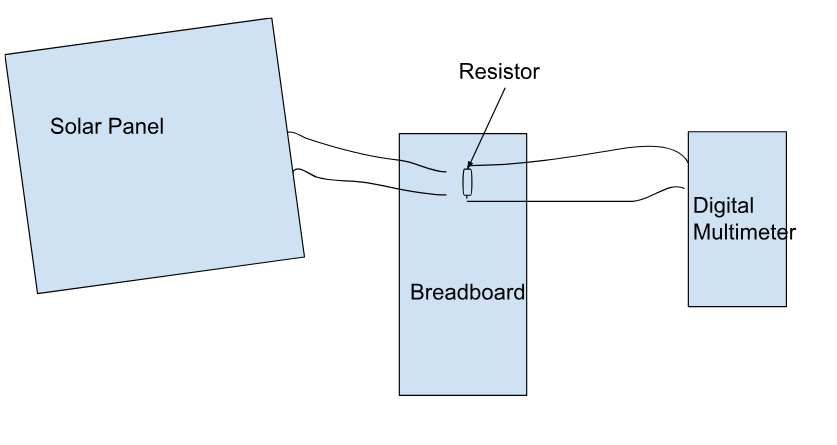 Resistor
Solar Panel
Digital
Multimeter
Breadboard